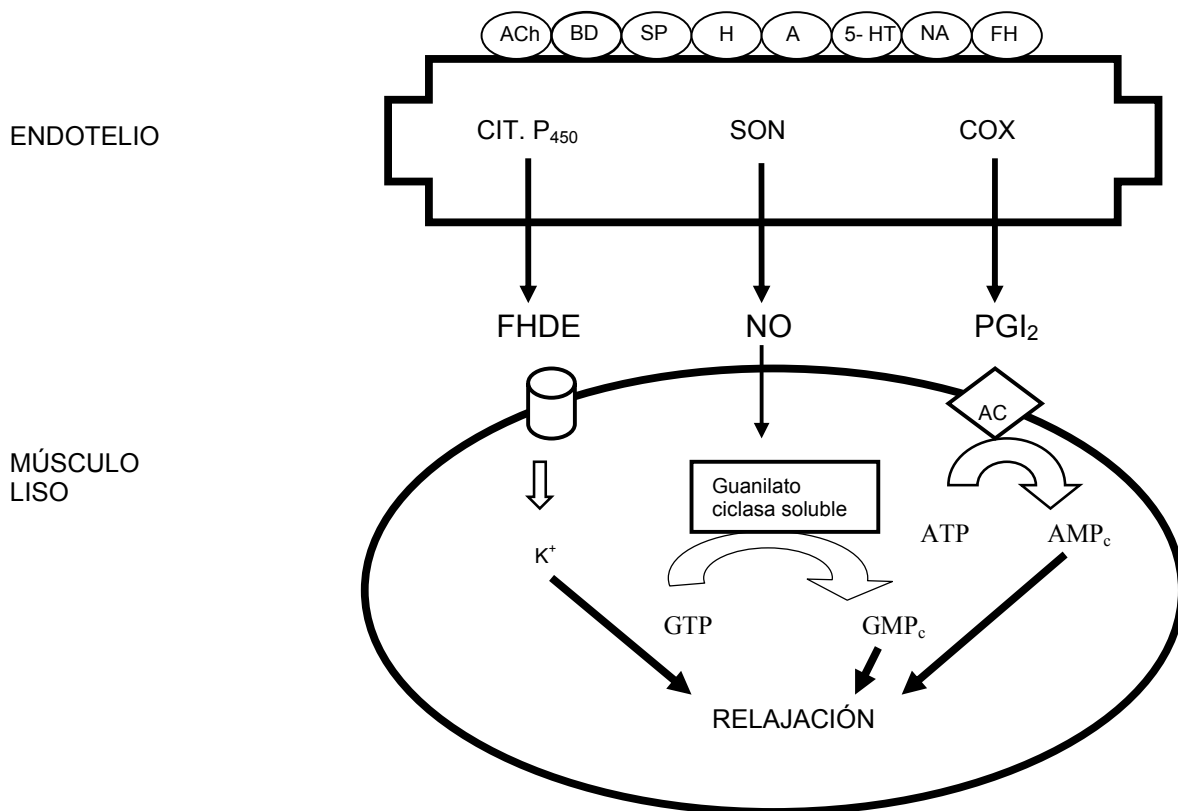 ACh BD SP H A 5- HT NA FH
ENDOTELIO
CIT. P450 SON COX
FHDE NO PGI2
AC
MÚSCULO
LISO
Guanilato
ciclasa soluble
ATP AMPc
K+
GTP GMPc
RELAJACIÓN